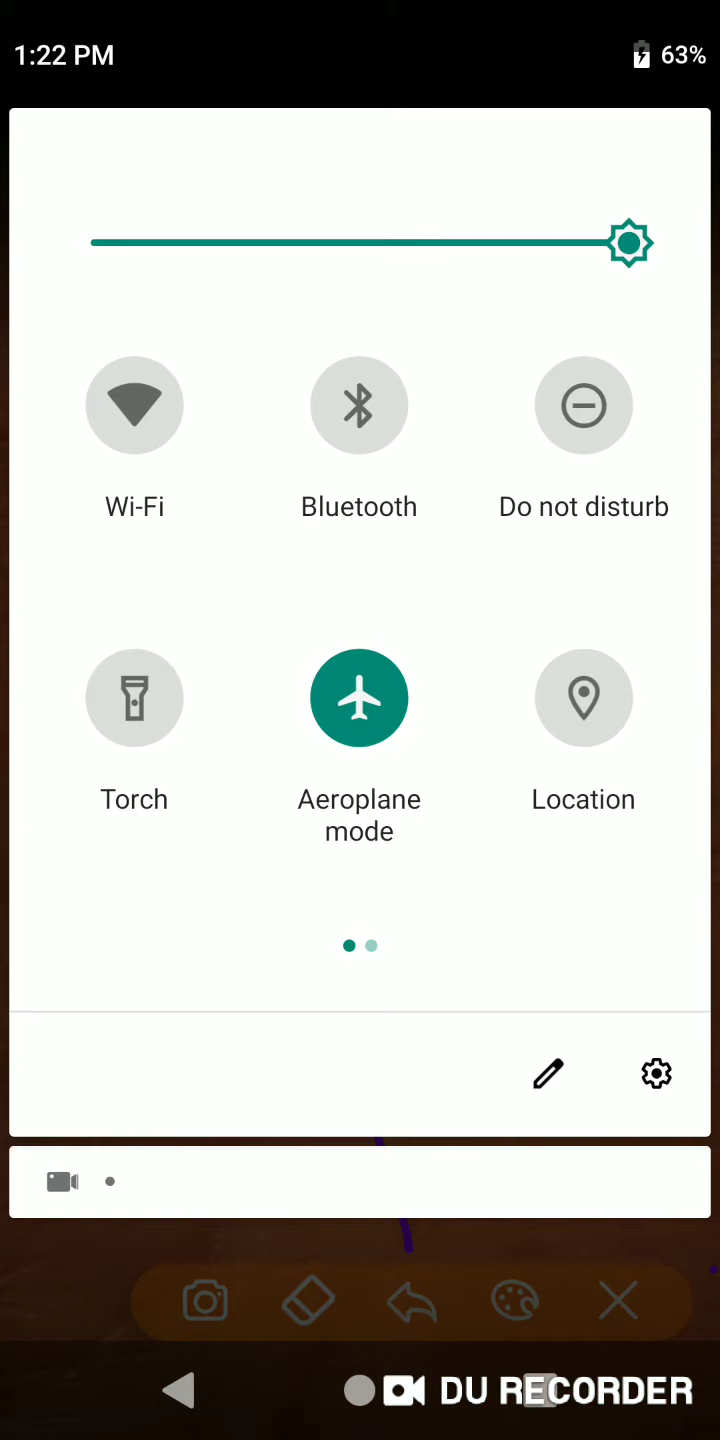 1:22 PM
63%
Wi-Fi
Bluetooth
Do not disturb
Torch
Aeroplane
mode
Location
DU RECORDER